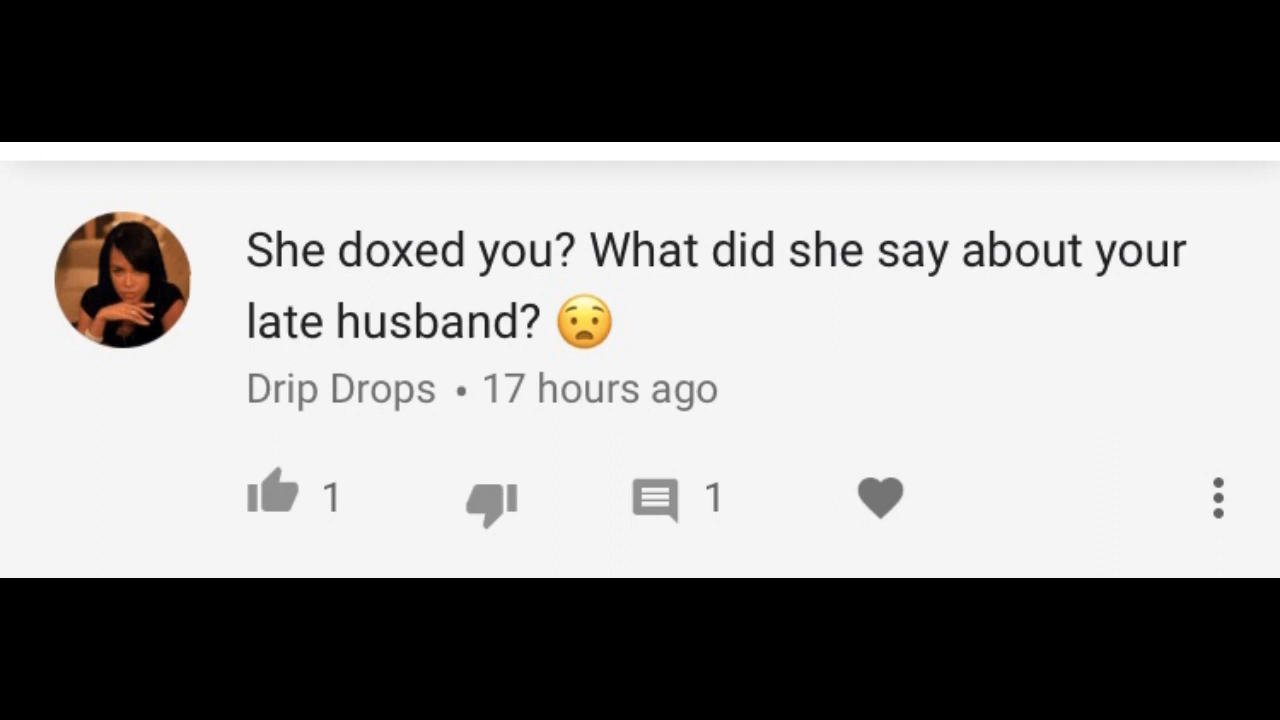 She doxed you? What did she say about your
late husband? 😧
Drip Drops • 17 hours ago
1 1